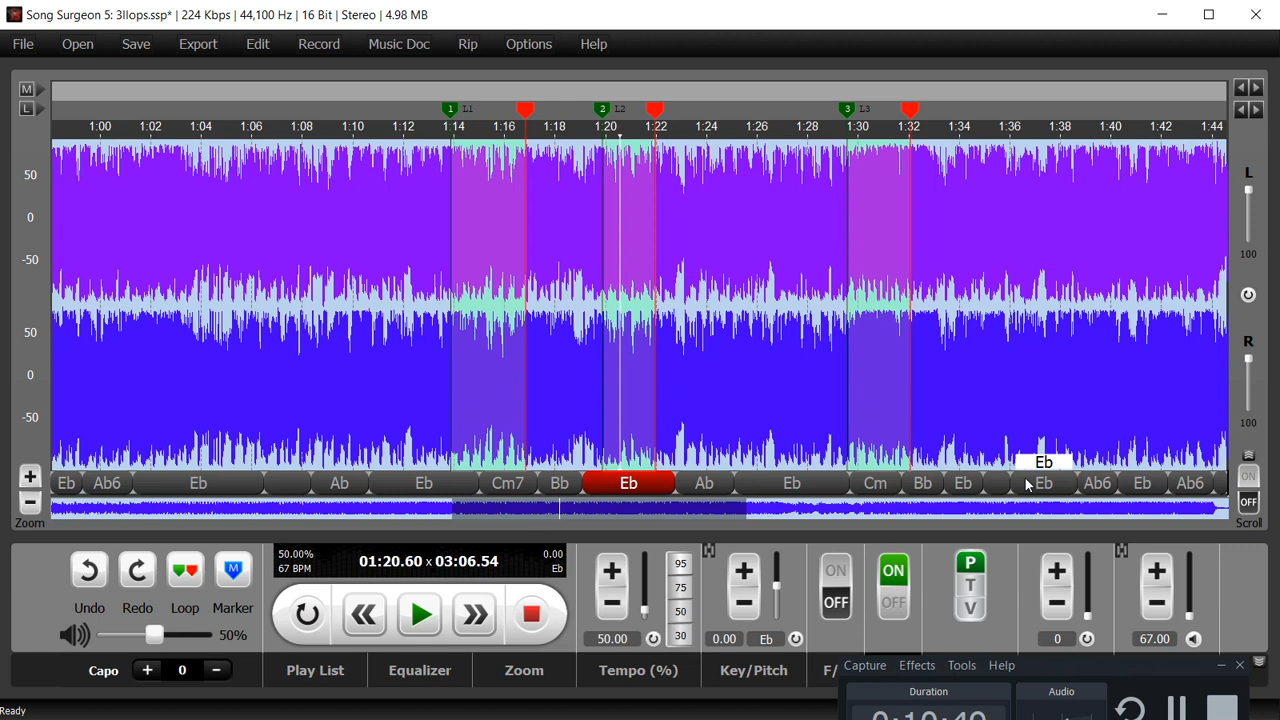 Song Surgeon 5: 3llops.ssp* | 224 Kbps | 44,100 Hz | 16 Bit | Stereo | 4.98 MB
File Open Save Export Edit Record Music Doc Rip Options Help
M
L 1 L1 2 L2 3 L3
1:00 1:02 1:04 1:06 1:08 1:10 1:12 1:14 1:16 1:18 1:20 1:22 1:24 1:26 1:28 1:30 1:32 1:34 1:36 1:38 1:40 1:42 1:44
50
0
-50
50
0
-50
L
100
R
100
Eb
Eb Ab6 Eb Ab Eb Cm7 Bb Eb Ab Eb Cm Bb Eb Eb Ab6 Eb Ab6
+
-
Zoom
ON
OFF
Scroll
Undo Redo Loop Marker
M
50%
50.00%
67 BPM
01:20.60 x 03:06.54
0.00
Eb
95
75
50
30
50.00 0.00 Eb
ON
OFF
ON
OFF
P
T
V
0 67.00
Capo + 0 -
Play List Equalizer Zoom Tempo (%) Key/Pitch F/
Capture Effects Tools Help
Duration Audio
0:10:49
Ready